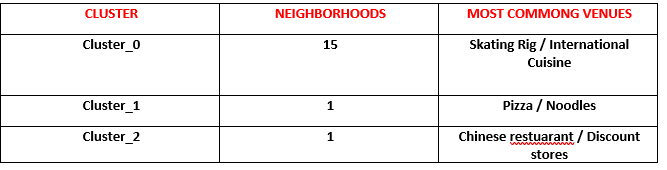 CLUSTER NEIGHBORHOODS MOST COMMONG VENUES
Cluster_0 15 Skating Rig / International
Cuisine
Cluster_1 1 Pizza / Noodles
Cluster_2 1 Chinese restuarant / Discount
stores